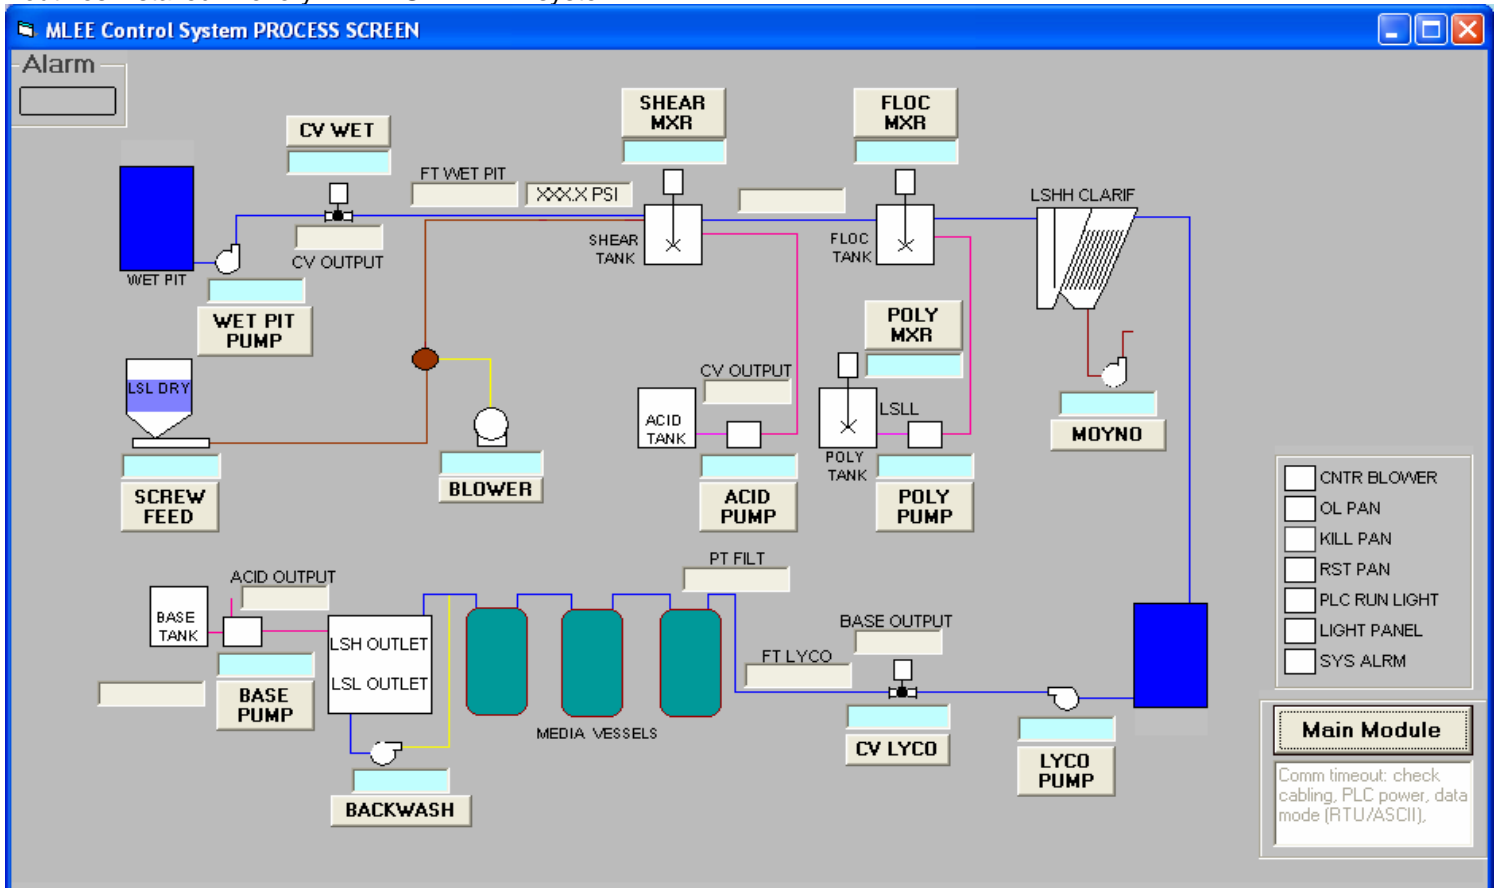 MLEE Control System PROCESS SCREEN
Alarm
SHEAR
MXR
FLOC
MXR
CV WET
FT WET PIT
XXX.X PSI
LSHH CLARIF
SHEAR
TANK
FLOC
TANK
CV OUTPUT
WET PIT
WET PIT
PUMP
POLY
MXR
LSL DRY
CV OUTPUT
ACID
TANK
LSLL
MOYNO
POLY
TANK
SCREW
FEED
BLOWER
ACID
PUMP
POLY
PUMP
CNTR BLOWER
OL PAN
KILL PAN
RST PAN
PLC RUN LIGHT
LIGHT PANEL
SYS ALRM
PT FILT
ACID OUTPUT
BASE
TANK
LSH OUTLET
LSL OUTLET
BASE OUTPUT
FT LYCO
BASE
PUMP
MEDIA VESSELS
CV LYCO
LYCO
PUMP
BACKWASH
Main Module
Comm timeout: check
cabling, PLC power, data
mode (RTU/ASCII),